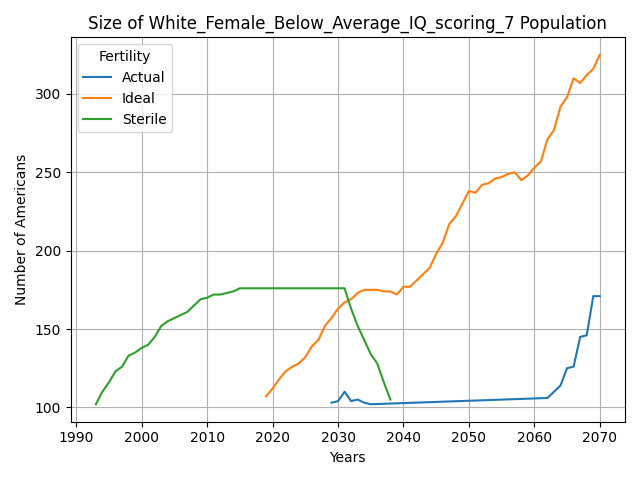 Size of White_Female_Below_Average_IQ_scoring_7 Population
Fertility
Actual
Ideal
Sterile
Number of Americans
300
250
200
150
100
1990
2000
2010
2020
2030
2040
2050
2060
2070
Years